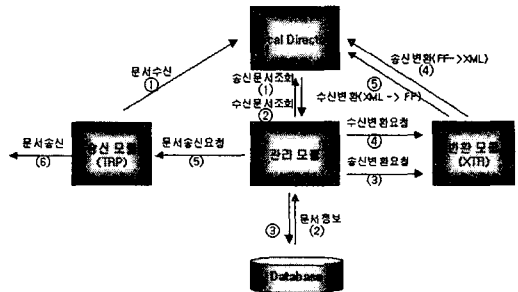 cal Direct
문서수신
①
송신문서조회
(1)
수신문서조회
②
송신변환(FF->XML)
(4)
⑤
수신변환(XML -> FF)
문서송신
(6)
송신 모듈
(TRP)
문서송신요청
(5)
관리 모듈
수신변환요청
④
송신변환요청
(3)
변환 모듈
(XTR)
③
문서정보
(2)
Database